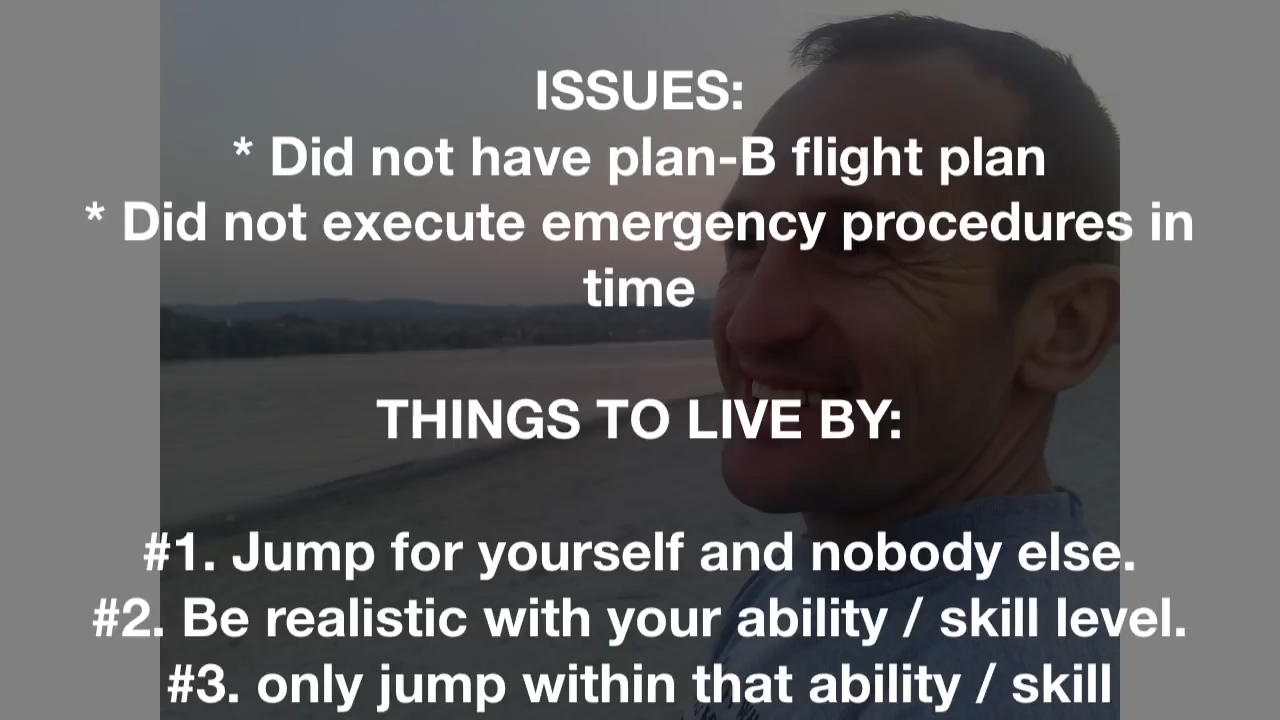 ISSUES:
* Did not have plan-B flight plan
* Did not execute emergency procedures in
time
THINGS TO LIVE BY:
#1. Jump for yourself and nobody else.
#2. Be realistic with your ability / skill level.
#3. only jump within that ability / skill